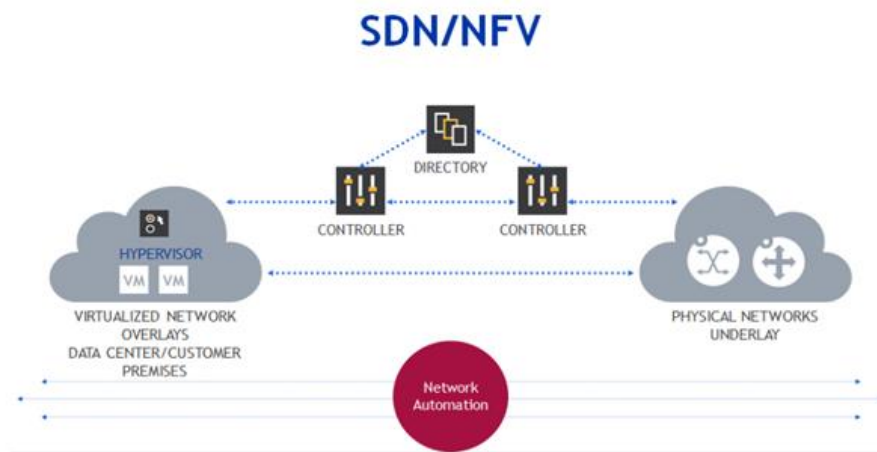 SDN/NFV
DIRECTORY
CONTROLLER
CONTROLLER
HYPERVISOR
VM VM
VIRTUALIZED NETWORK
OVERLAYS
DATA CENTER/CUSTOMER
PREMISES
PHYSICAL NETWORKS
UNDERLAY
Network
Automation